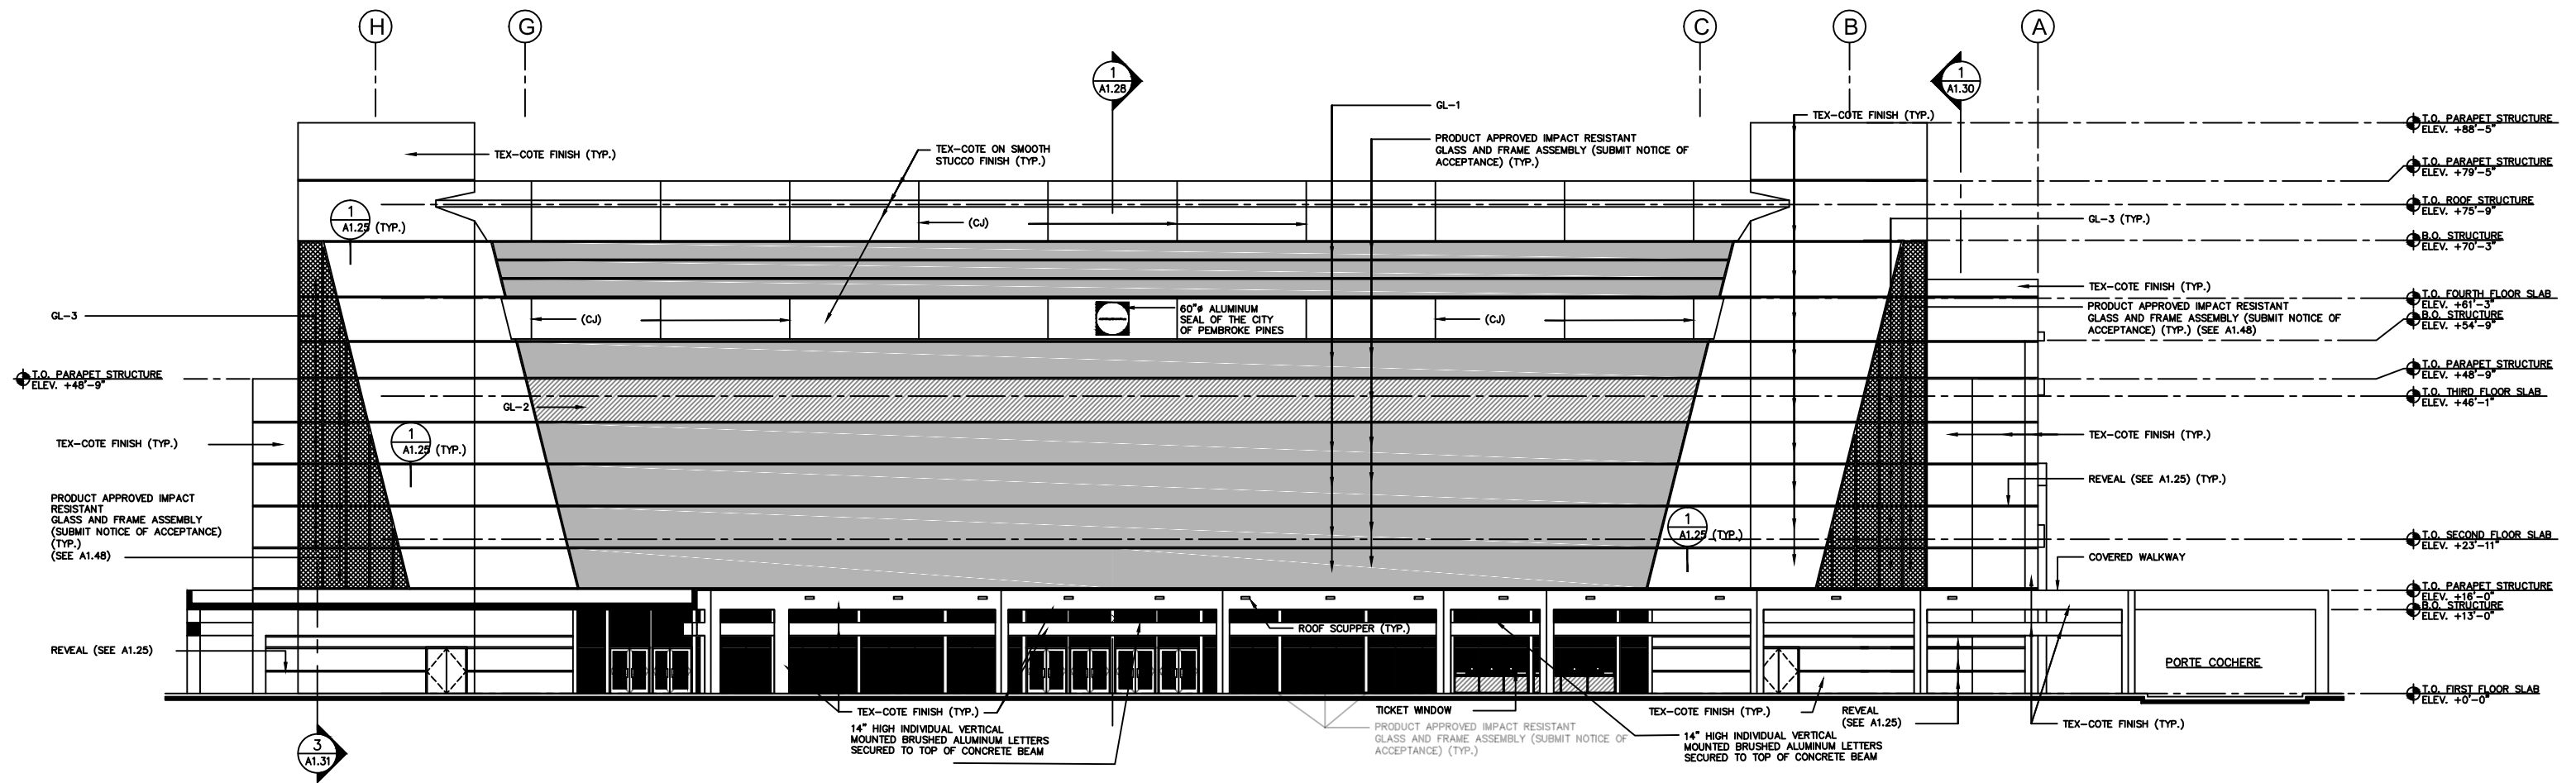 H
G
C
B
A
1
A1.28
1
A1.30
GL-1
TEX-COTE FINISH (TYP.)
T.O. PARAPET STRUCTURE
ELEV. +88'-5"
TEX-COTE FINISH (TYP.)
TEX-COTE ON SMOOTH
STUCCO FINISH (TYP.)
PRODUCT APPROVED IMPACT RESISTANT
GLASS AND FRAME ASSEMBLY (SUBMIT NOTICE OF
ACCEPTANCE) (TYP.)
T.O. PARAPET STRUCTURE
ELEV. +79'-5"
T.O. ROOF STRUCTURE
ELEV. +75'-9"
1
A1.25 (TYP.)
(CJ)
GL-3 (TYP.)
B.O. STRUCTURE
ELEV. +70'-3"
TEX-COTE FINISH (TYP.)
T.O. FOURTH FLOOR SLAB
ELEV. +61'-3"
GL-3
(CJ)
60"ø ALUMINUM
SEAL OF THE CITY
OF PEMBROKE PINES
(CJ)
PRODUCT APPROVED IMPACT RESISTANT
GLASS AND FRAME ASSEMBLY (SUBMIT NOTICE OF
ACCEPTANCE) (TYP.) (SEE A1.48)
B.O. STRUCTURE
ELEV. +54'-9"
T.O. PARAPET STRUCTURE
ELEV. +48'-9"
T.O. PARAPET STRUCTURE
ELEV. +48'-9"
GL-2
T.O. THIRD FLOOR SLAB
ELEV. +46'-1"
TEX-COTE FINISH (TYP.)
1
A1.25 (TYP.)
TEX-COTE FINISH (TYP.)
REVEAL (SEE A1.25) (TYP.)
PRODUCT APPROVED IMPACT
RESISTANT
GLASS AND FRAME ASSEMBLY
(SUBMIT NOTICE OF ACCEPTANCE)
(TYP.)
(SEE A1.48)
1
A1.25 (TYP.)
T.O. SECOND FLOOR SLAB
ELEV. +23'-11"
COVERED WALKWAY
T.O. PARAPET STRUCTURE
ELEV. +16'-0"
B.O. STRUCTURE
ELEV. +13'-0"
ROOF SCUPPER (TYP.)
REVEAL (SEE A1.25)
PORTE COCHERE
T.O. FIRST FLOOR SLAB
ELEV. +0'-0"
TEX-COTE FINISH (TYP.)
TICKET WINDOW
TEX-COTE FINISH (TYP.)
REVEAL
(SEE A1.25)
TEX-COTE FINISH (TYP.)
14" HIGH INDIVIDUAL VERTICAL
MOUNTED BRUSHED ALUMINUM LETTERS
SECURED TO TOP OF CONCRETE BEAM
PRODUCT APPROVED IMPACT RESISTANT
GLASS AND FRAME ASSEMBLY (SUBMIT NOTICE OF
ACCEPTANCE) (TYP.)
14" HIGH INDIVIDUAL VERTICAL
MOUNTED BRUSHED ALUMINUM LETTERS
SECURED TO TOP OF CONCRETE BEAM
3
A1.31